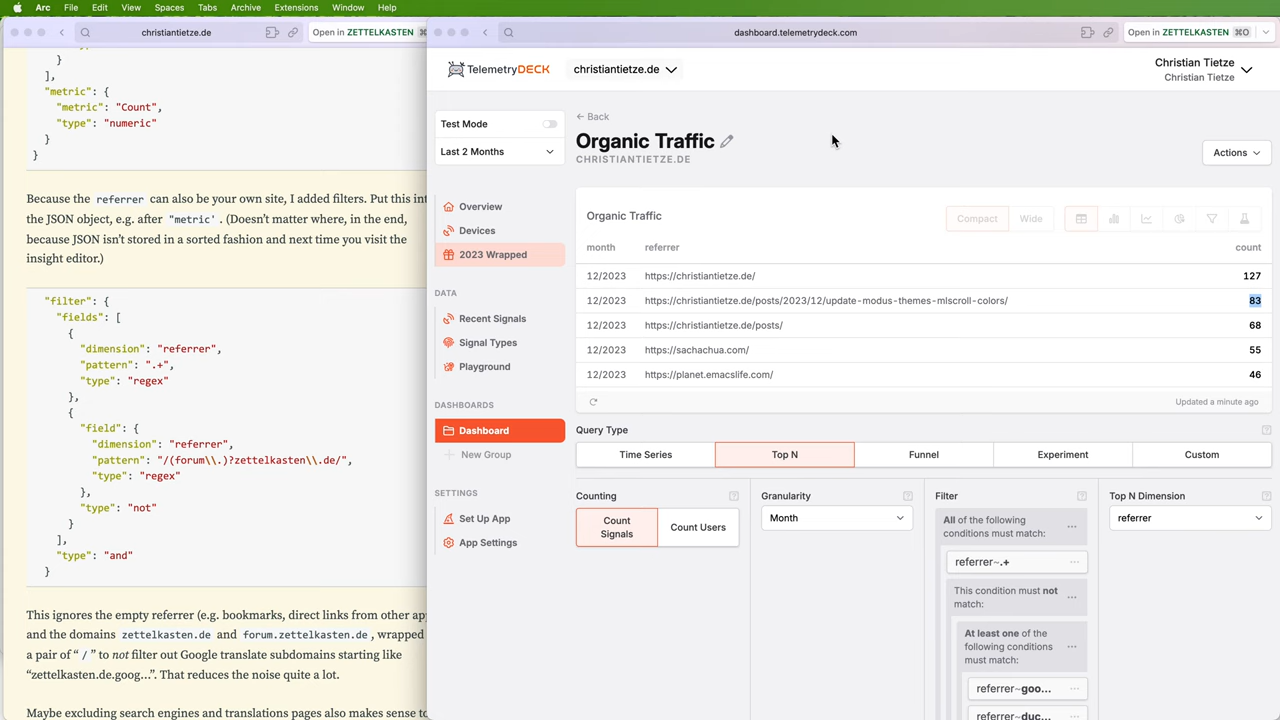 Arc File Edit View Spaces Tabs Archive Extensions Window Help
christiantietze.de
Open in ZETTELKASTEN
}
],
"metric": {
"metric": "Count",
"type": "numeric"
}
}
Because the referrer can also be your own site, I added filters. Put this int
the JSON object, e.g. after "metric". (Doesn't matter where, in the end,
because JSON isn't stored in a sorted fashion and next time you visit the
insight editor.)
"filter": {
"fields": [
{
"dimension": "referrer",
"pattern": ".+",
"type": "regex"
},
{
"field": {
"dimension": "referrer",
"pattern": "/(forum\\.)?zettelkasten\\.de/",
"type": "regex"
},
"type": "not"
}
],
"type": "and"
}
This ignores the empty referrer (e.g. bookmarks, direct links from other app
and the domains zettelkasten.de and forum.zettelkasten.de, wrapped
a pair of "/" to not filter out Google translate subdomains starting like
"zettelkasten.de.goog…". That reduces the noise quite a lot.
Maybe excluding search engines and translations pages also makes sense to
dashboard.telemetrydeck.com
Open in ZETTELKASTEN ⌘O
TelemetryDECK
christiantietze.de
Christian Tietze
Christian Tietze
Test Mode
Last 2 Months
Overview
Devices
2023 Wrapped
DATA
Recent Signals
Signal Types
Playground
DASHBOARDS
Dashboard
+ New Group
SETTINGS
Set Up App
App Settings
← Back
Organic Traffic
CHRISTIANTIETZE.DE
Actions
Organic Traffic
Compact Wide
month referrer count
12/2023 https://christiantietze.de/ 127
12/2023 https://christiantietze.de/posts/2023/12/update-modus-themes-mlscroll-colors/ 83
12/2023 https://christiantietze.de/posts/ 68
12/2023 https://sachachua.com/ 55
12/2023 https://planet.emacslife.com/ 46
Updated a minute ago
Query Type
Time Series Top N Funnel Experiment Custom
Counting
Count Signals
Count Users
Granularity
Month
Filter
All of the following
conditions must match:
referrer~.+
This condition must not
match:
At least one of the
following conditions
must match:
referrer~goo...
referrer~duc...
Top N Dimension
referrer